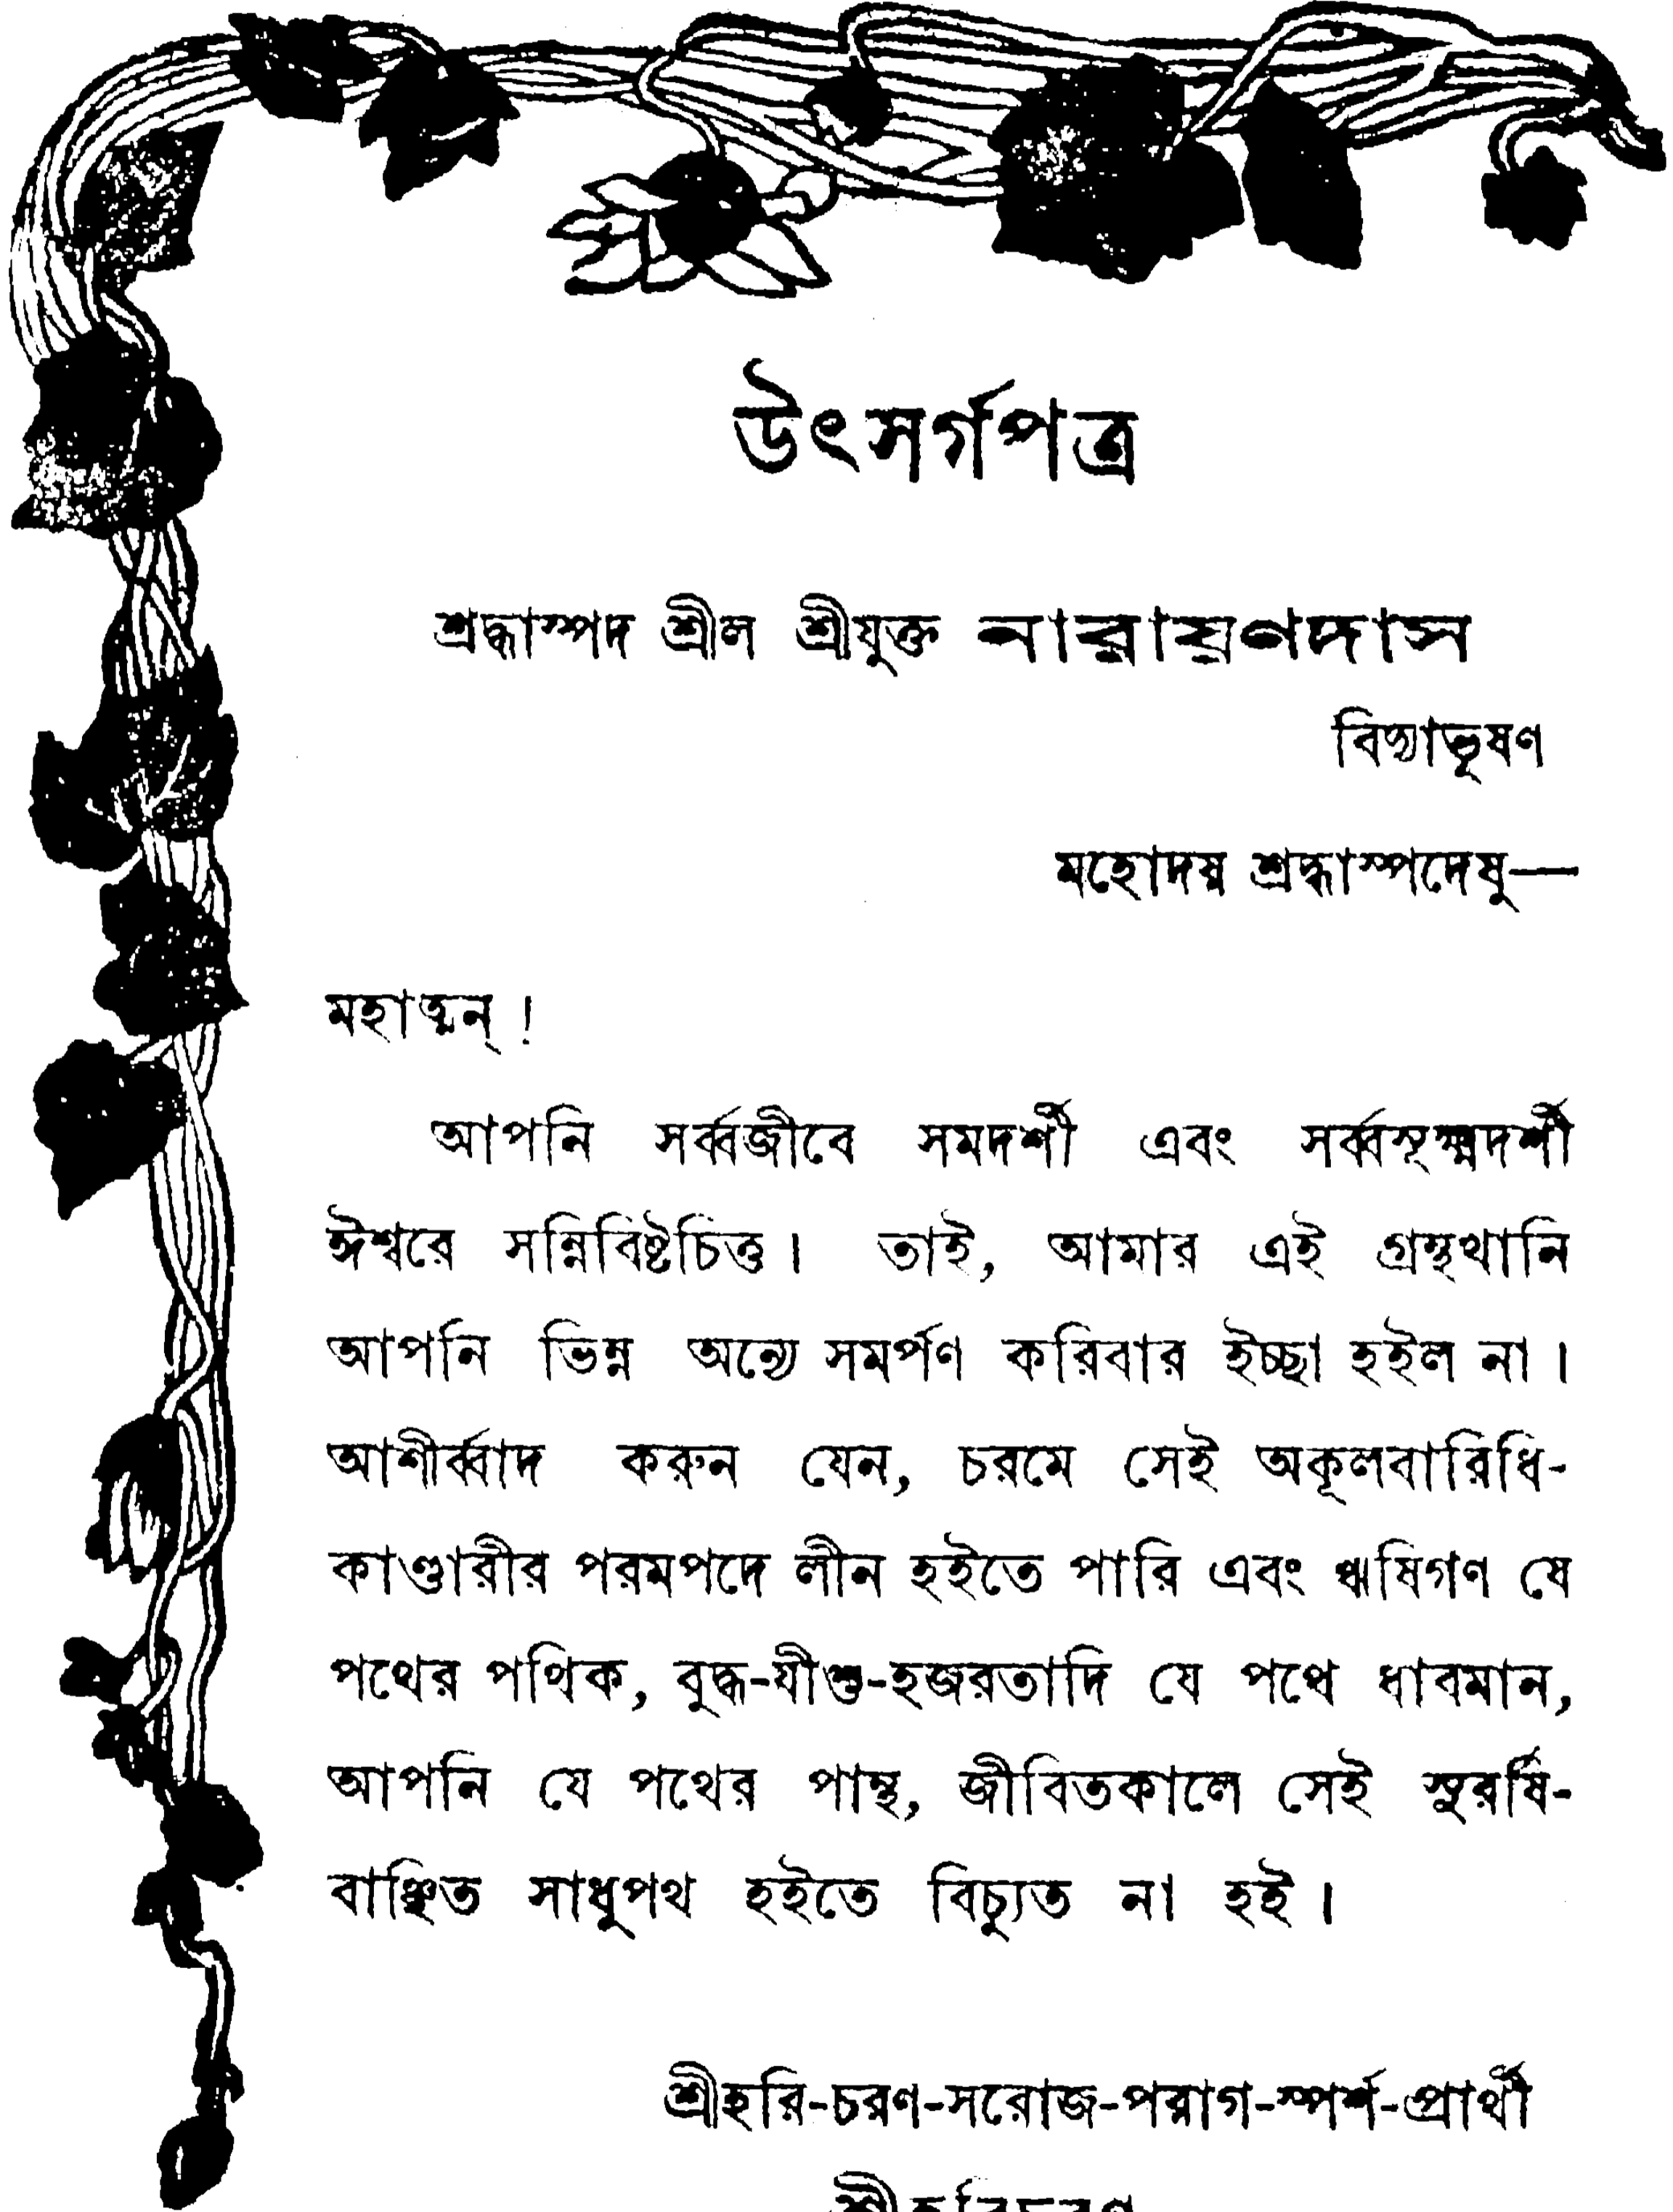 উৎসর্গপত্র
শ্রদ্ধাস্পদ শ্রীল শ্রীযুক্ত নারায়ণদাস
বিদ্যাভূষণ
মহোদয় শ্রদ্ধাস্পদেষু—
মহাত্মন্ !
আপনি সর্ব্বজীবে সমদর্শী এবং সর্ব্বসূক্ষ্মদর্শী
ঈশ্বরে সন্নিবিষ্টচিত্ত। তাই, আমার এই গ্রন্থখানি
আপনি ভিন্ন অন্যে সমর্পণ করিবার ইচ্ছা হইল না।
আশীর্ব্বাদ করুন যেন, চরমে সেই অকূলবারিধি-
কাণ্ডারীর পরমপদে লীন হইতে পারি এবং ঋষিগণ যে
পথের পথিক, বুদ্ধ-যীশু-হজরতাদি যে পথে ধাবমান,
আপনি যে পথের পান্থ, জীবিতকালে সেই সুরর্ষি-
বাঞ্ছিত সাধুপথ হইতে বিচ্যুত না হই।
শ্রীহরি-চরণ-সরোজ-পরাগ-স্পর্শ-প্রার্থী